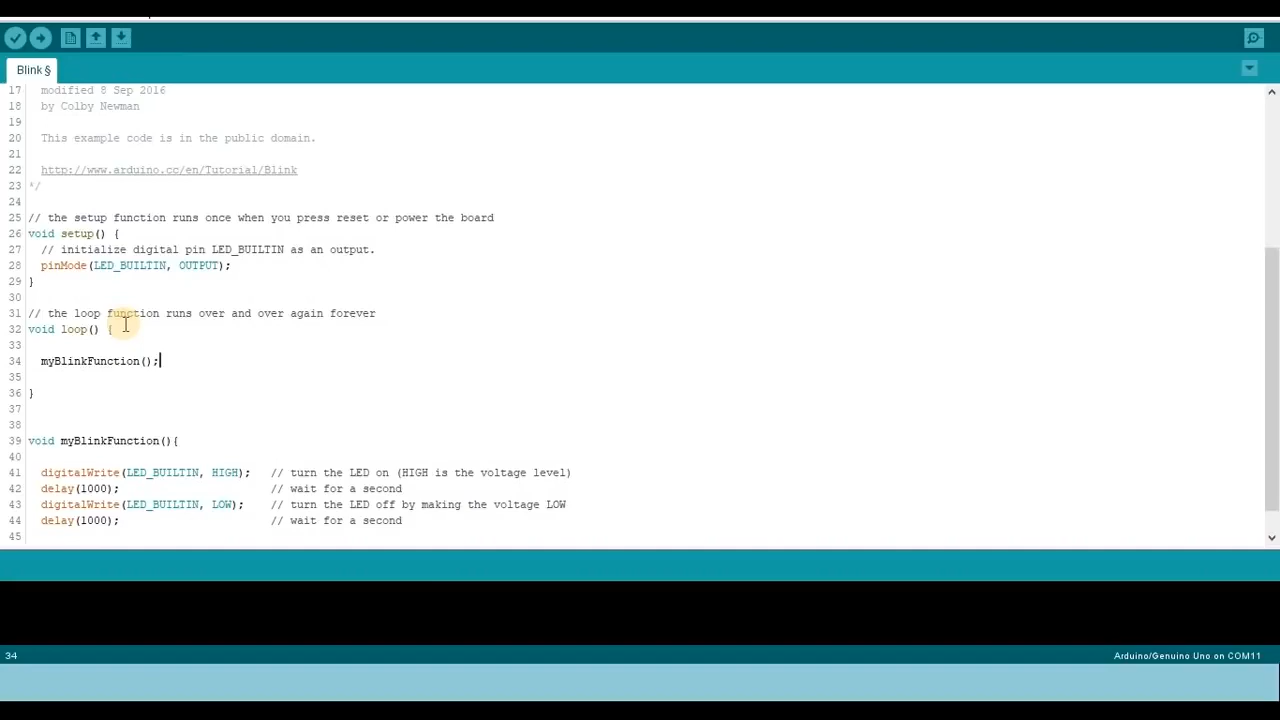 Blink §
17 modified 8 Sep 2016
18 by Colby Newman
19
20 This example code is in the public domain.
21
22 http://www.arduino.cc/en/Tutorial/Blink
23 */
24
25 // the setup function runs once when you press reset or power the board
26 void setup() {
27 // initialize digital pin LED_BUILTIN as an output.
28 pinMode(LED_BUILTIN, OUTPUT);
29 }
30
31 // the loop function runs over and over again forever
32 void loop() {
33
34 myBlinkFunction();
35
36 }
37
38
39 void myBlinkFunction(){
40
41 digitalWrite(LED_BUILTIN, HIGH); // turn the LED on (HIGH is the voltage level)
42 delay(1000); // wait for a second
43 digitalWrite(LED_BUILTIN, LOW); // turn the LED off by making the voltage LOW
44 delay(1000); // wait for a second
45
34 Arduino/Genuino Uno on COM11